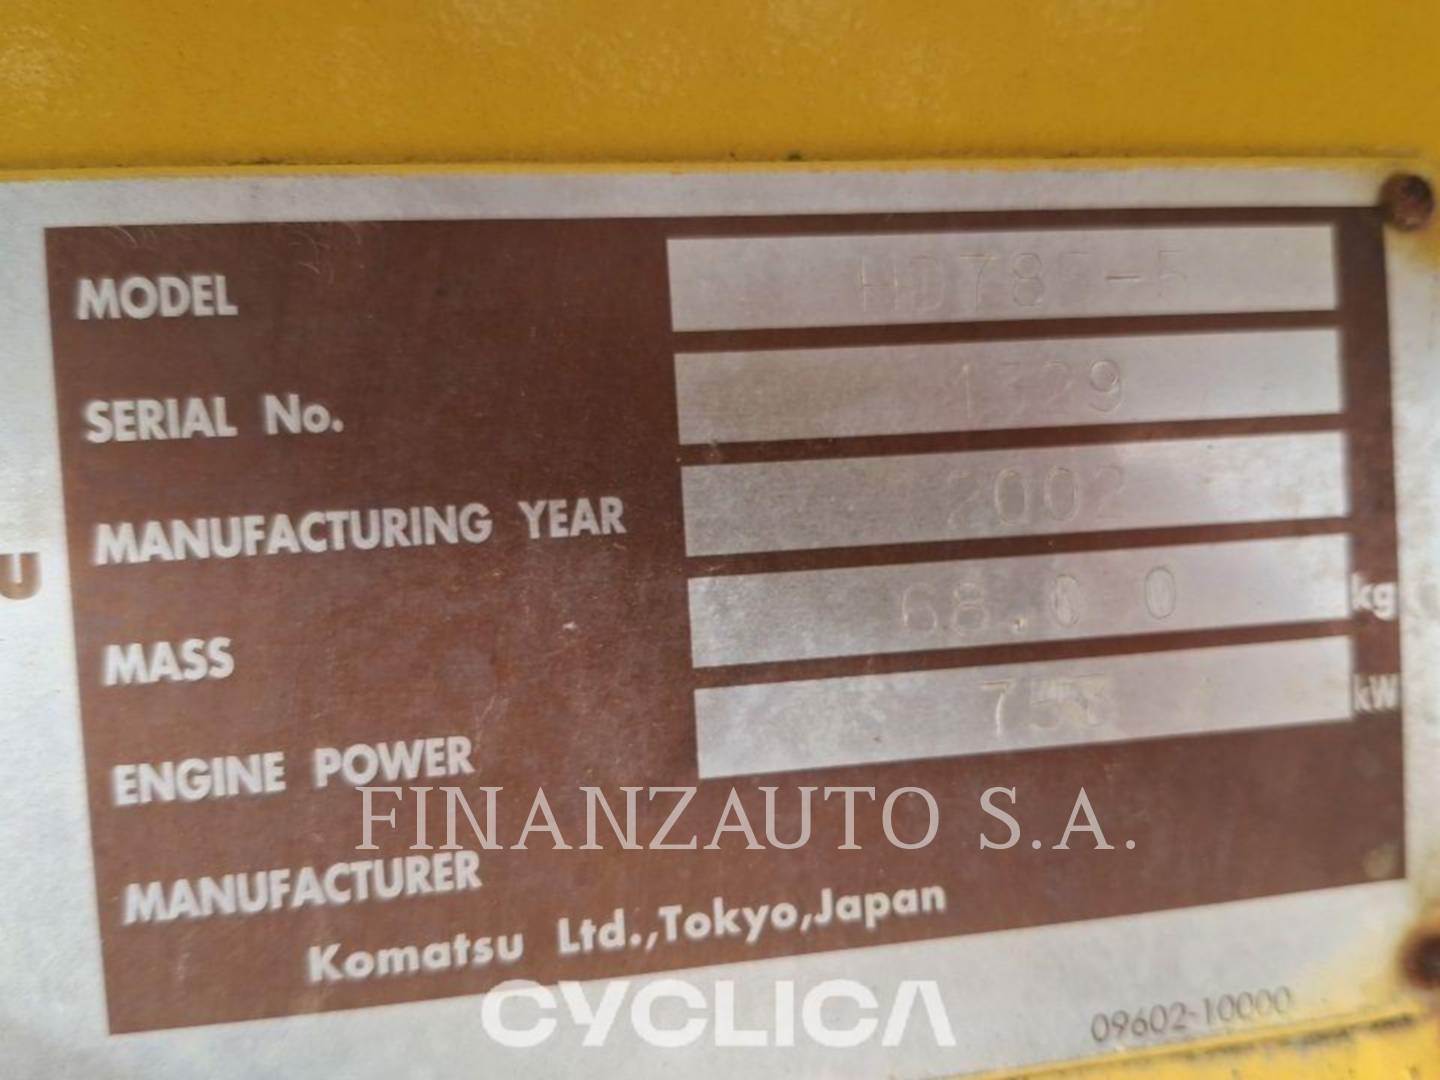 MODEL HD785-5
SERIAL No. 1329
MANUFACTURING YEAR 2002
MASS kg
ENGINE POWER kW
MANUFACTURER
Komatsu Ltd.,Tokyo,Japan
09602-10000
FINANZAUTO S.A.
CYCLICA